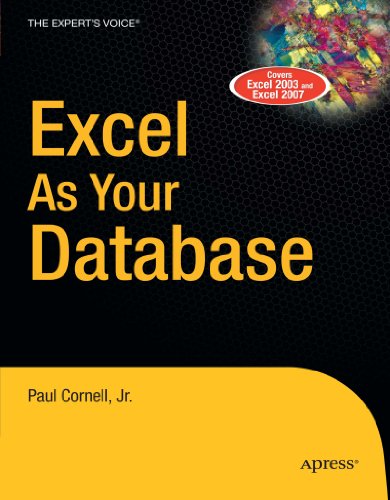 THE EXPERT'S VOICE®
Covers
Excel 2003 and
Excel 2007
Excel
As Your
Database
Paul Cornell, Jr.
Apress®